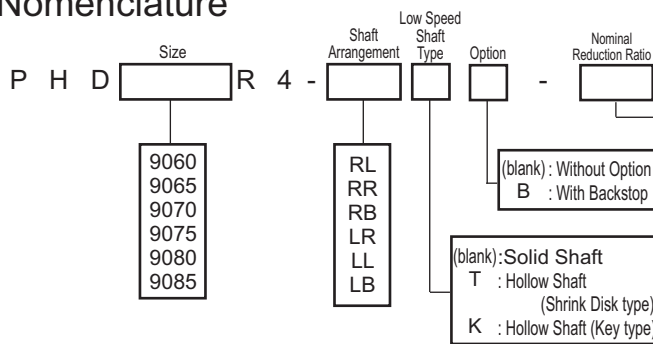 Nomenclature
Size
Shaft
Arrangement
Low Speed
Shaft
Type
Option
Nominal
Reduction Ratio
P H D R 4 - -
9060
9065
9070
9075
9080
9085
RL
RR
RB
LR
LL
LB
(blank) : Without Option
B : With Backstop
(blank):Solid Shaft
T : Hollow Shaft
(Shrink Disk type)
K : Hollow Shaft (Key type)